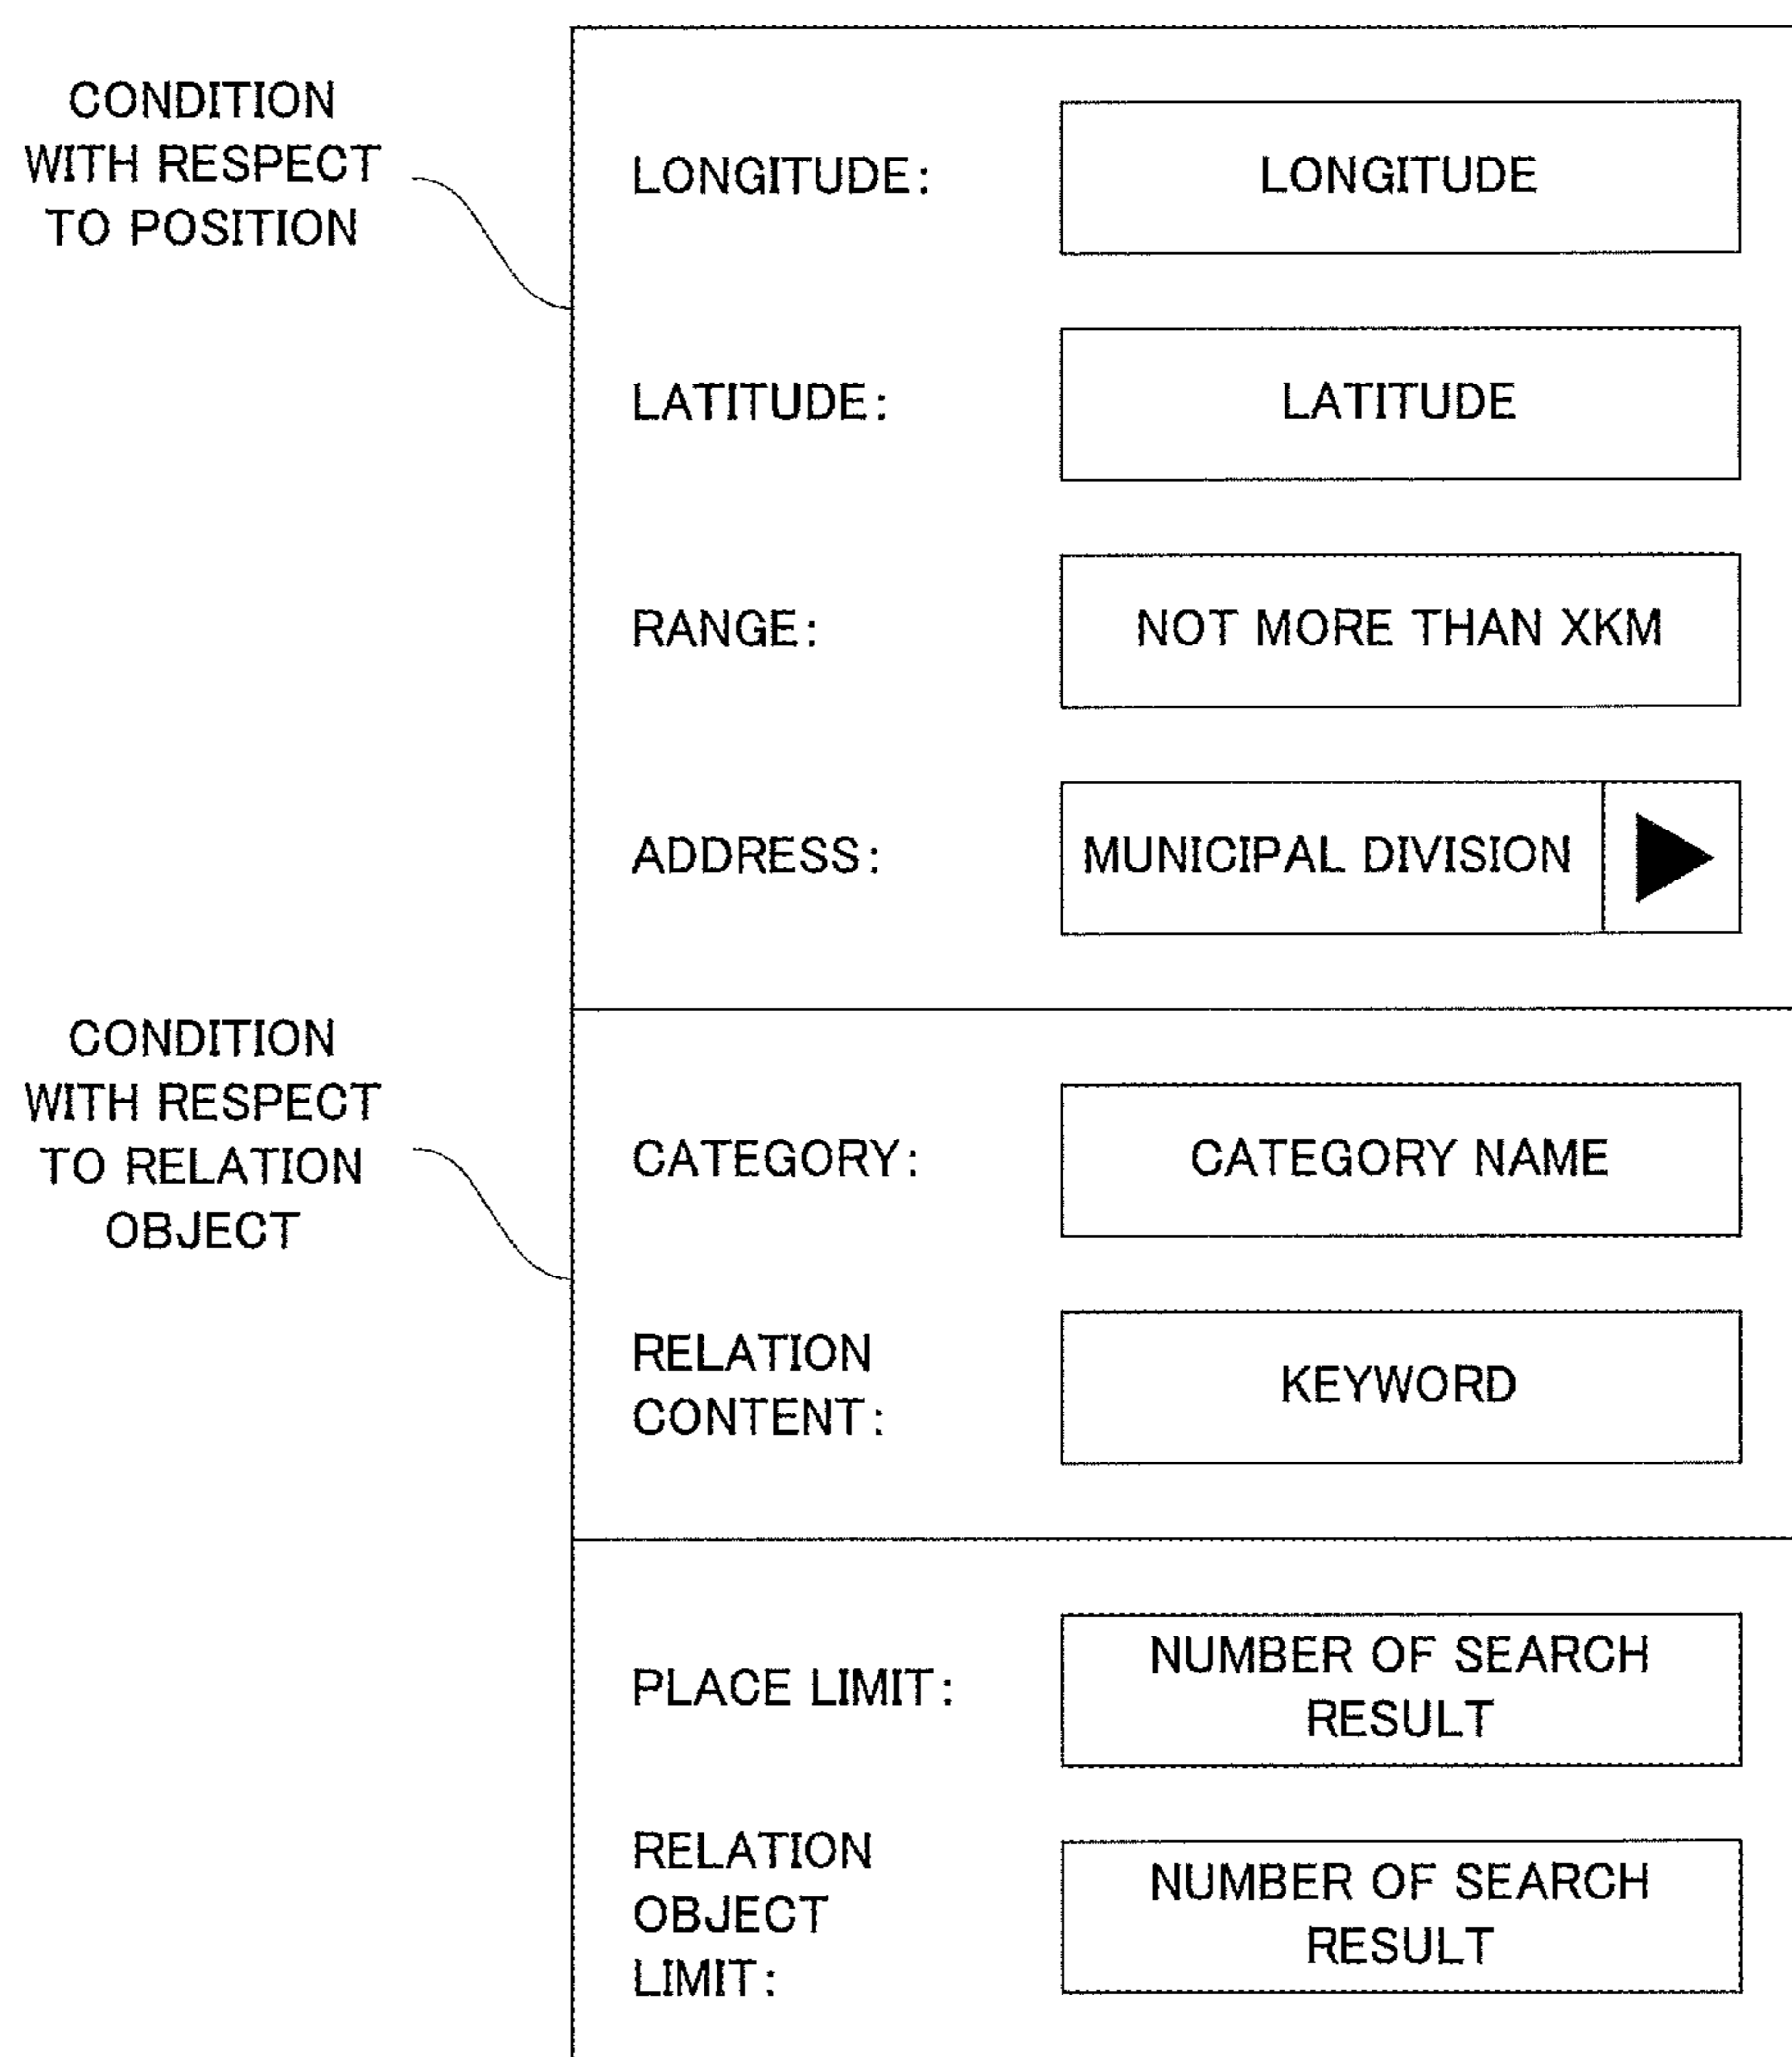 CONDITION
WITH RESPECT
TO POSITION
LONGITUDE:
LONGITUDE
LATITUDE:
LATITUDE
RANGE:
NOT MORE THAN XKM
ADDRESS:
MUNICIPAL DIVISION
CONDITION
WITH RESPECT
TO RELATION
OBJECT
CATEGORY:
CATEGORY NAME
RELATION
CONTENT:
KEYWORD
PLACE LIMIT:
NUMBER OF SEARCH
RESULT
RELATION
OBJECT
LIMIT:
NUMBER OF SEARCH
RESULT